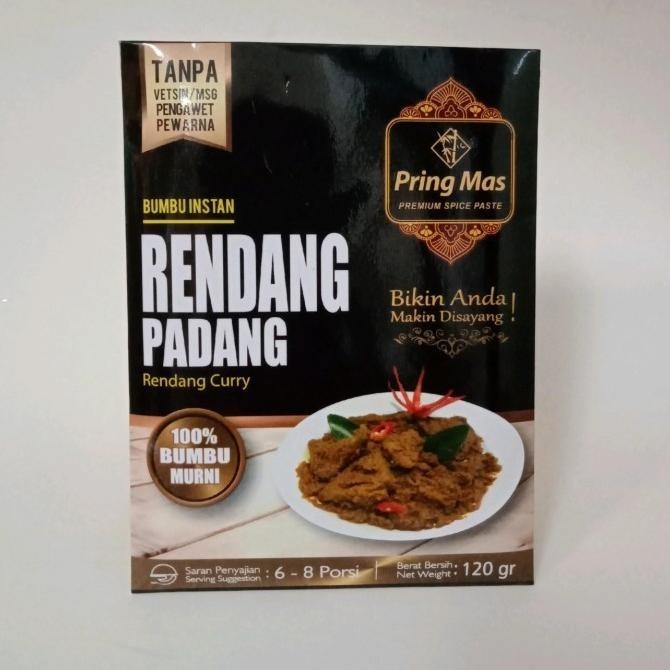 TANPA
VETSIN/MSG
PENGAWET
PEWARNA
Pring Mas
PREMIUM SPICE PASTE
BUMBU INSTAN
RENDANG
PADANG
Rendang Curry
Bikin Anda
Makin Disayang !
100%
BUMBU
MURNI
Saran Penyajian
Serving Suggestion : 6 - 8 Porsi
Berat Bersih
Net Weight : 120 gr